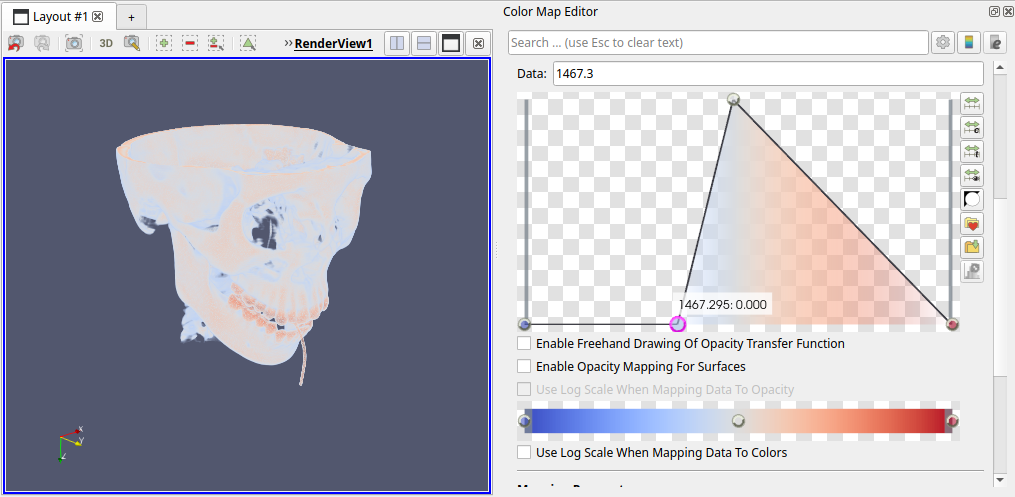 Layout #1
+
Color Map Editor
3D
»RenderView1
Search ... (use Esc to clear text)
e
Data:
1467.3
1467.295: 0.000
Enable Freehand Drawing Of Opacity Transfer Function
Enable Opacity Mapping For Surfaces
Use Log Scale When Mapping Data To Opacity
Use Log Scale When Mapping Data To Colors
X
Y
Z